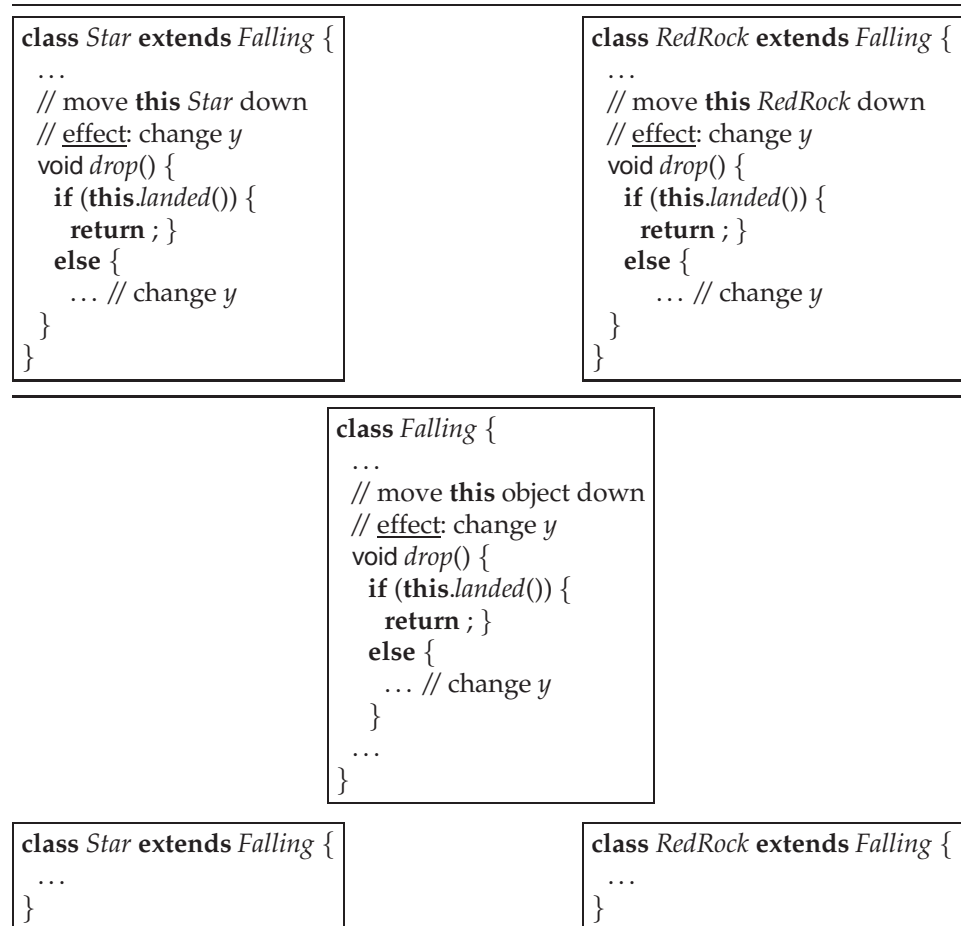 class Star extends Falling {
...
// move this Star down
// effect: change y
void drop() {
if (this.landed()) {
return ; }
else {
... // change y
}
}
class RedRock extends Falling {
...
// move this RedRock down
// effect: change y
void drop() {
if (this.landed()) {
return ; }
else {
... // change y
}
}
class Falling {
...
// move this object down
// effect: change y
void drop() {
if (this.landed()) {
return ; }
else {
... // change y
}
...
}
class Star extends Falling {
...
}
class RedRock extends Falling {
...
}